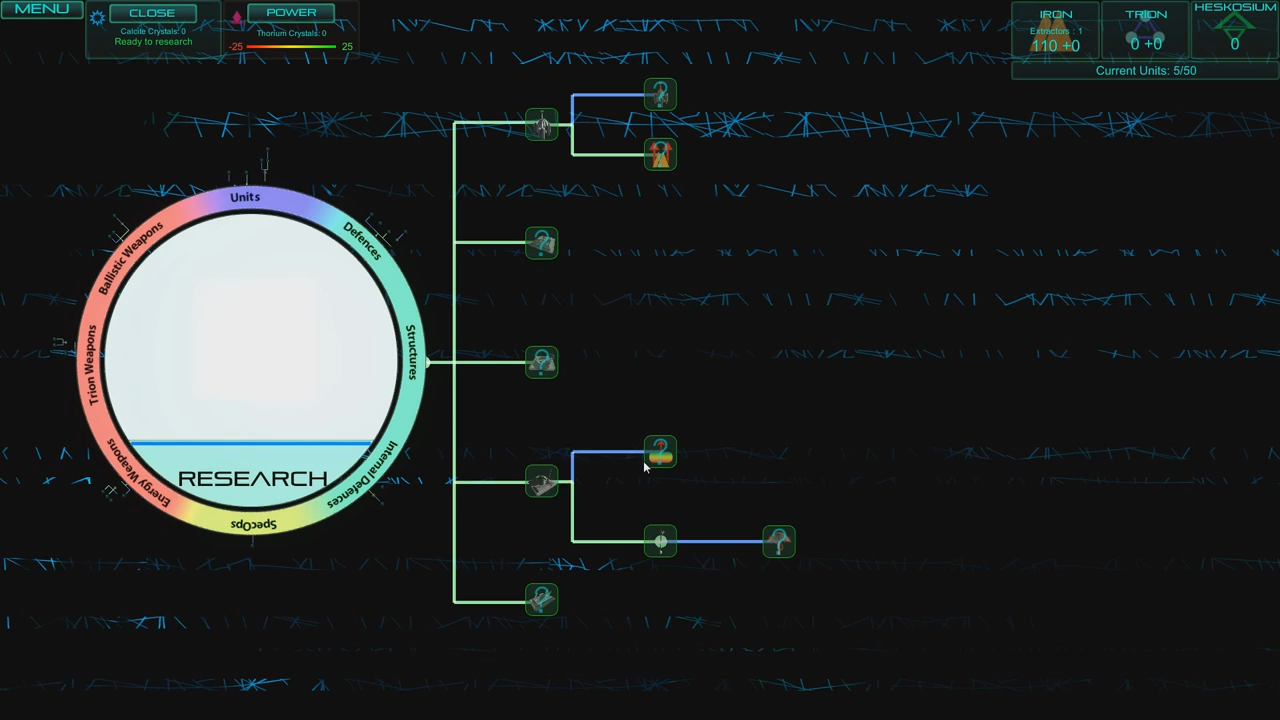 MENU
CLOSE
Calcite Crystals: 0
Ready to research
POWER
Thorium Crystals: 0
-25
25
IRON
Extractors : 1
110 +0
TRION
0 +0
HESKOSIUM
0
Current Units: 5/50
Units
Defences
Structures
Internal Defences
SpecOps
Energy Weapons
Trion Weapons
Ballistic Weapons
RESEARCH